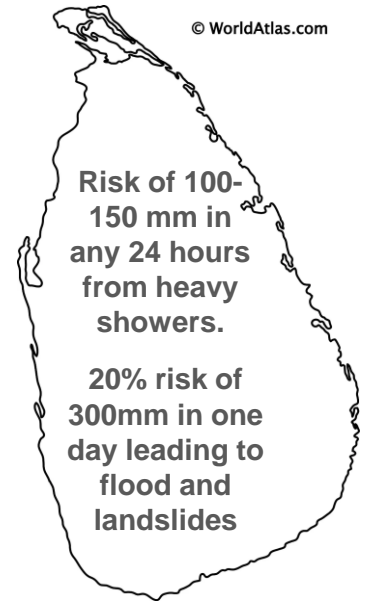 © WorldAtlas.com
Risk of 100-
150 mm in
any 24 hours
from heavy
showers.
20% risk of
300mm in one
day leading to
flood and
landslides